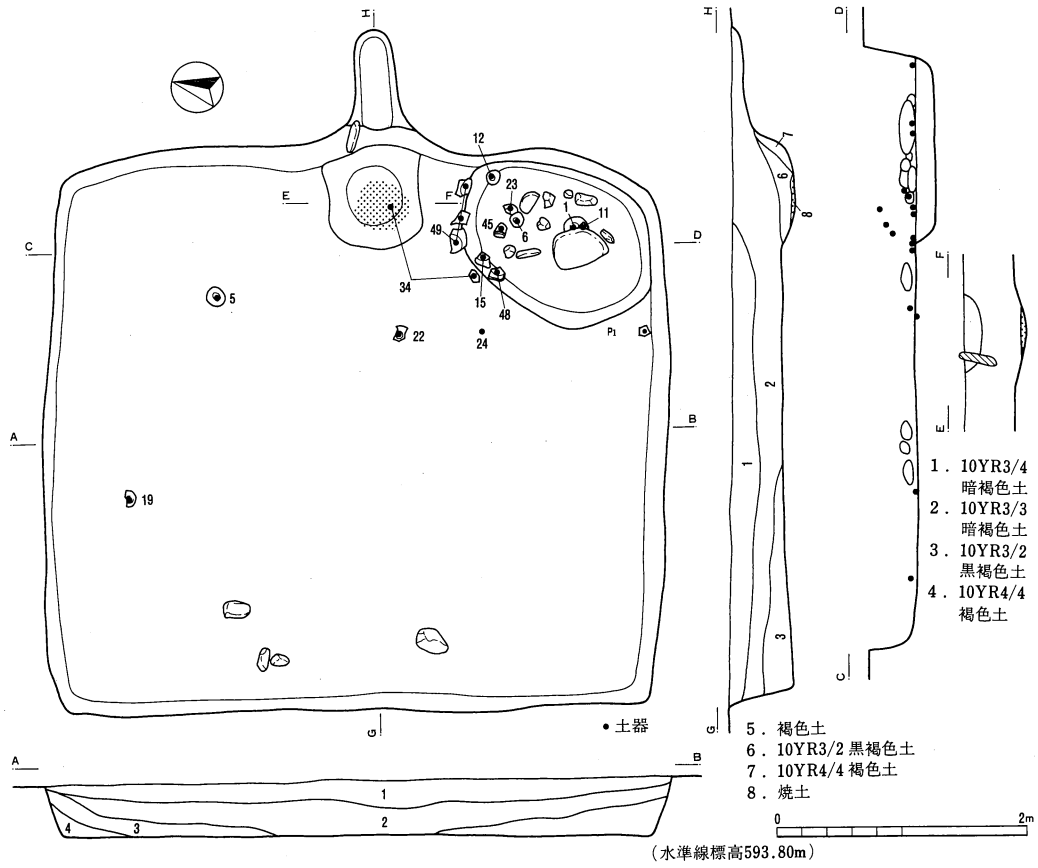 H
H
D
12
7
23
6
E
F
1
11
8
45
49
C
D
F
34
15
48
5
P1
22
24
2
A
B
E
1
1. 10YR3/4
暗褐色土
2. 10YR3/3
暗褐色土
19
3. 10YR3/2
黒褐色土
4. 10YR4/4
褐色土
3
C
G
●土器
G
5. 褐色土
6. 10YR3/2 黒褐色土
7. 10YR4/4 褐色土
8. 焼土
A
B
1
2
3
4
0
2m
(水準線標高593.80m)